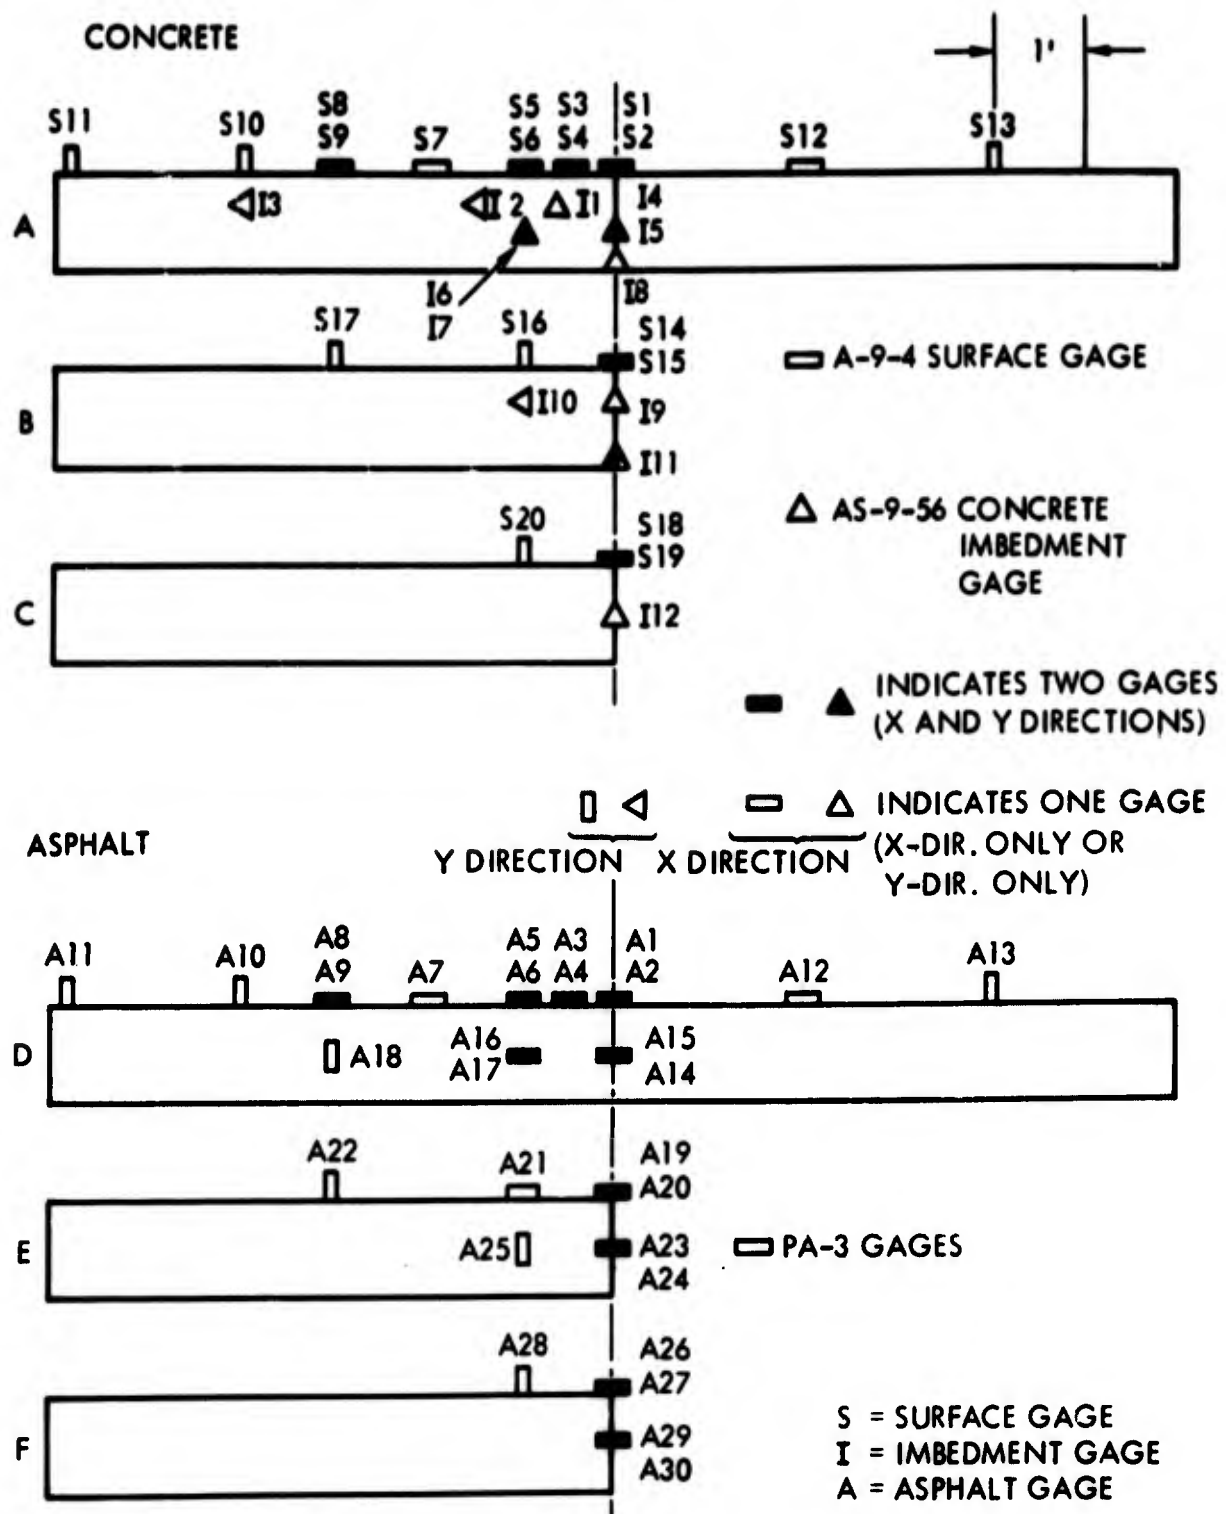 CONCRETE
1'
S11
S10
S8
S9
S7
S5
S6
S3
S4
S1
S2
S12
S13
A
I3
I 2
I1
I4
I5
I6
I7
I8
S17
S16
S14
S15
A-9-4 SURFACE GAGE
B
I10
I9
I11
S20
S18
S19
AS-9-56 CONCRETE
IMBEDMENT
GAGE
C
I12
INDICATES TWO GAGES
(X AND Y DIRECTIONS)
INDICATES ONE GAGE
(X-DIR. ONLY OR
Y-DIR. ONLY)
Y DIRECTION
X DIRECTION
ASPHALT
A11
A10
A8
A9
A7
A5
A6
A3
A4
A1
A2
A12
A13
D
A18
A16
A17
A15
A14
A22
A21
A19
A20
E
A25
A23
A24
PA-3 GAGES
A28
A26
A27
F
A29
A30
S = SURFACE GAGE
I = IMBEDMENT GAGE
A = ASPHALT GAGE